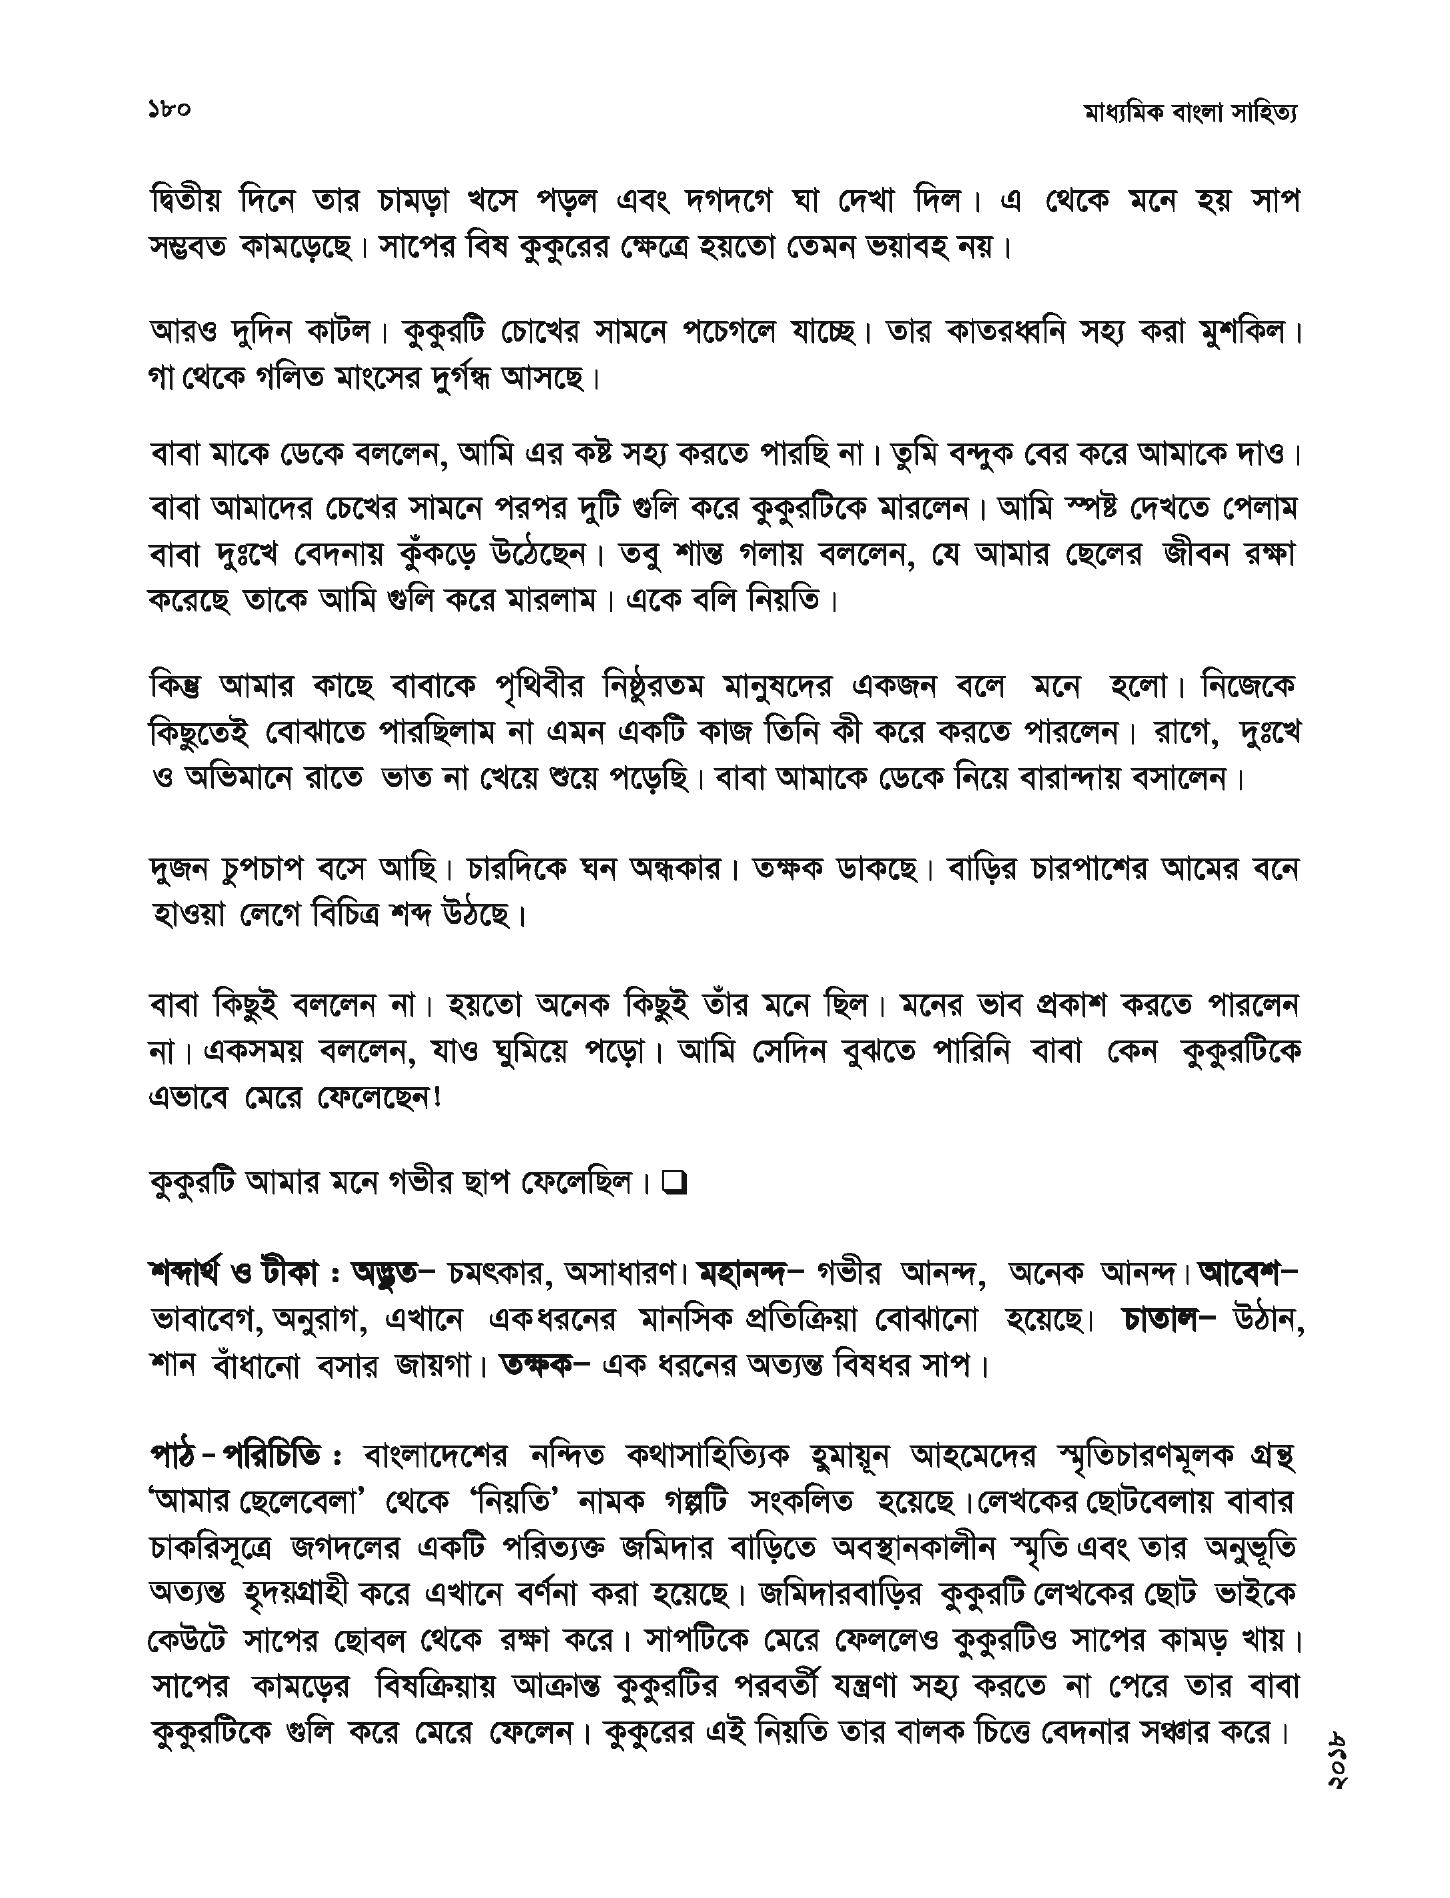 ১৮০
মাধ্যমিক বাংলা সাহিত্য
দ্বিতীয় দিনে তার চামড়া খসে পড়ল এবং দগদগে ঘা দেখা দিল। এ থেকে মনে হয় সাপ
সম্ভবত কামড়েছে। সাপের বিষ কুকুরের ক্ষেত্রে হয়তো তেমন ভয়াবহ নয়।
আরও দুদিন কাটল। কুকুরটি চোখের সামনে পচেগলে যাচ্ছে। তার কাতরধ্বনি সহ্য করা মুশকিল।
গা থেকে গলিত মাংসের দুর্গন্ধ আসছে।
বাবা মাকে ডেকে বললেন, আমি এর কষ্ট সহ্য করতে পারছি না। তুমি বন্দুক বের করে আমাকে দাও।
বাবা আমাদের চেখের সামনে পরপর দুটি গুলি করে কুকুরটিকে মারলেন। আমি স্পষ্ট দেখতে পেলাম
বাবা দুঃখে বেদনায় কুঁকড়ে উঠেছেন। তবু শান্ত গলায় বললেন, যে আমার ছেলের জীবন রক্ষা
করেছে তাকে আমি গুলি করে মারলাম। একে বলি নিয়তি।
কিন্তু আমার কাছে বাবাকে পৃথিবীর নিষ্ঠুরতম মানুষদের একজন বলে মনে হলো। নিজেকে
কিছুতেই বোঝাতে পারছিলাম না এমন একটি কাজ তিনি কী করে করতে পারলেন। রাগে, দুঃখে
ও অভিমানে রাতে ভাত না খেয়ে শুয়ে পড়েছি। বাবা আমাকে ডেকে নিয়ে বারান্দায় বসালেন।
দুজন চুপচাপ বসে আছি। চারদিকে ঘন অন্ধকার। তক্ষক ডাকছে। বাড়ির চারপাশের আমের বনে
হাওয়া লেগে বিচিত্র শব্দ উঠছে।
বাবা কিছুই বললেন না। হয়তো অনেক কিছুই তাঁর মনে ছিল। মনের ভাব প্রকাশ করতে পারলেন
না। একসময় বললেন, যাও ঘুমিয়ে পড়ো। আমি সেদিন বুঝতে পারিনি বাবা কেন কুকুরটিকে
এভাবে মেরে ফেলেছেন!
কুকুরটি আমার মনে গভীর ছাপ ফেলেছিল। ❑
শব্দার্থ ও টীকা : অদ্ভুত– চমৎকার, অসাধারণ। মহানন্দ– গভীর আনন্দ, অনেক আনন্দ। আবেশ–
ভাবাবেগ, অনুরাগ, এখানে একধরনের মানসিক প্রতিক্রিয়া বোঝানো হয়েছে। চাতাল– উঠান,
শান বাঁধানো বসার জায়গা। তক্ষক– এক ধরনের অত্যন্ত বিষধর সাপ।
পাঠ - পরিচিতি : বাংলাদেশের নন্দিত কথাসাহিত্যিক হুমায়ূন আহমেদের স্মৃতিচারণমূলক গ্রন্থ
‘আমার ছেলেবেলা’ থেকে ‘নিয়তি’ নামক গল্পটি সংকলিত হয়েছে। লেখকের ছোটবেলায় বাবার
চাকরিসূত্রে জগদলের একটি পরিত্যক্ত জমিদার বাড়িতে অবস্থানকালীন স্মৃতি এবং তার অনুভূতি
অত্যন্ত হৃদয়গ্রাহী করে এখানে বর্ণনা করা হয়েছে। জমিদারবাড়ির কুকুরটি লেখকের ছোট ভাইকে
কেউটে সাপের ছোবল থেকে রক্ষা করে। সাপটিকে মেরে ফেললেও কুকুরটিও সাপের কামড় খায়।
সাপের কামড়ের বিষক্রিয়ায় আক্রান্ত কুকুরটির পরবর্তী যন্ত্রণা সহ্য করতে না পেরে তার বাবা
কুকুরটিকে গুলি করে মেরে ফেলেন। কুকুরের এই নিয়তি তার বালক চিত্তে বেদনার সঞ্চার করে।
২০১৮